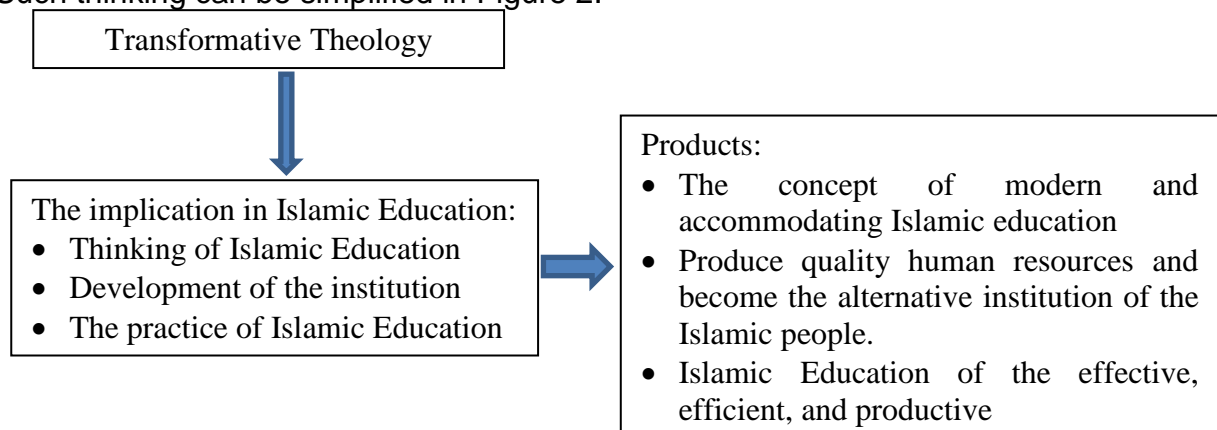 Such thinking can be simplified in Figure 2.
Transformative Theology
The implication in Islamic Education:
• Thinking of Islamic Education
• Development of the institution
• The practice of Islamic Education
Products:
• The concept of modern and
accommodating Islamic education
• Produce quality human resources and
become the alternative institution of the
Islamic people.
• Islamic Education of the effective,
efficient, and productive